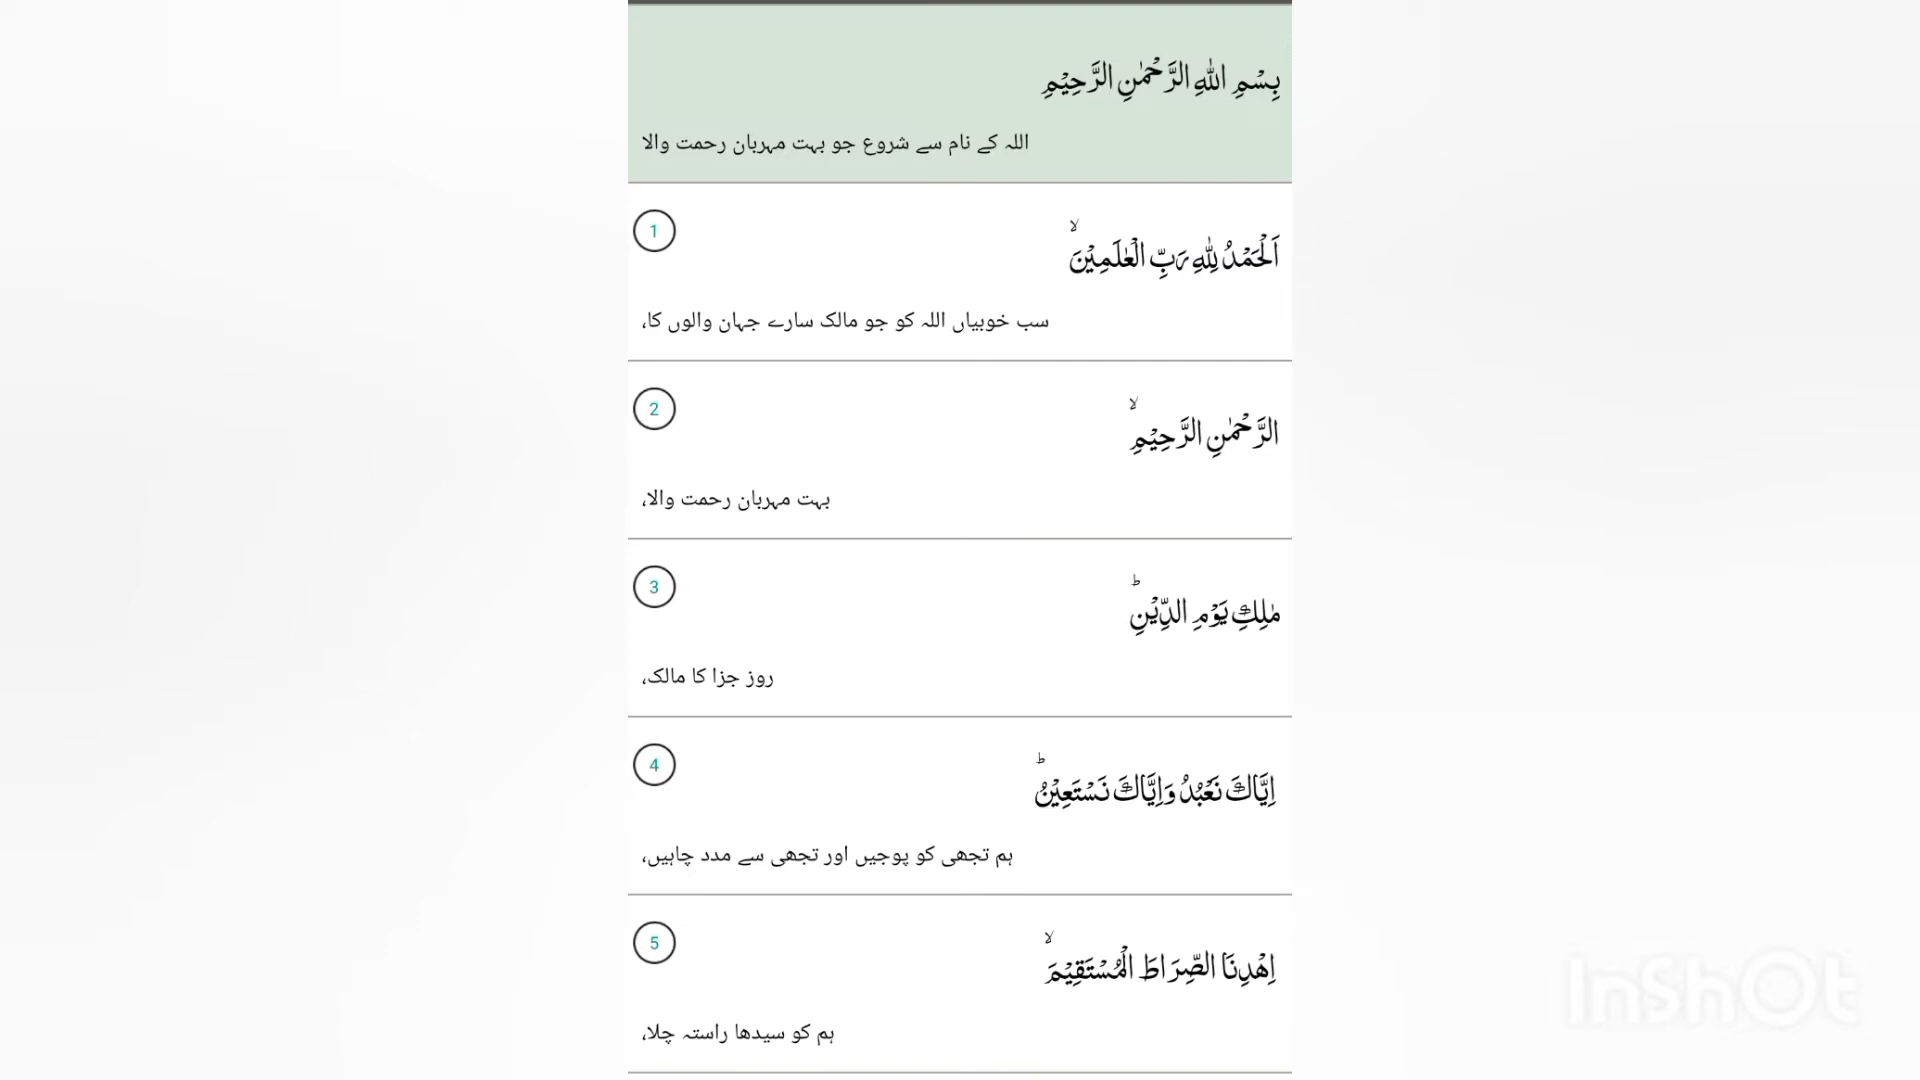 بِسْمِ اللّٰهِ الرَّحْمٰنِ الرَّحِيْمِ
اللہ کے نام سے شروع جو بہت مہربان رحمت والا
1
اَلْحَمْدُ لِلّٰهِ رَبِّ الْعٰلَمِيْنَۙ
سب خوبیاں اللہ کو جو مالک سارے جہان والوں کا،
2
الرَّحْمٰنِ الرَّحِيْمِۙ
بہت مہربان رحمت والا،
3
مٰلِكِ يَوْمِ الدِّيْنِؕ
روز جزا کا مالک،
4
اِيَّاكَ نَعْبُدُ وَاِيَّاكَ نَسْتَعِيْنُؕ
ہم تجھی کو پوجیں اور تجھی سے مدد چاہیں،
5
اِهْدِنَا الصِّرَاطَ الْمُسْتَقِيْمَۙ
ہم کو سیدھا راستہ چلا،
InShOt